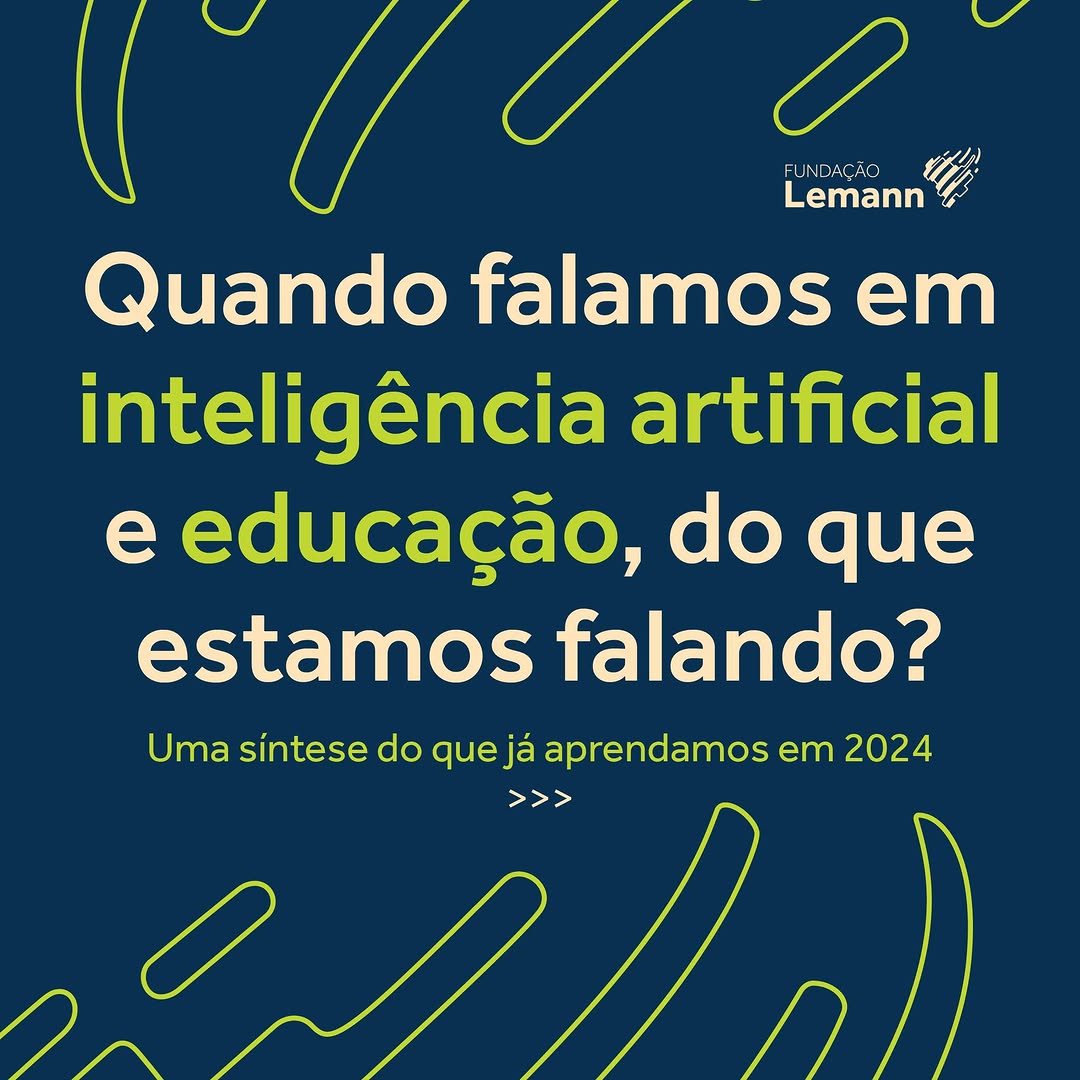 FUNDAÇÃO
Lemann
Quando falamos em
inteligência artificial
e educação, do que
estamos falando?
Uma síntese do que já aprendamos em 2024
>>>